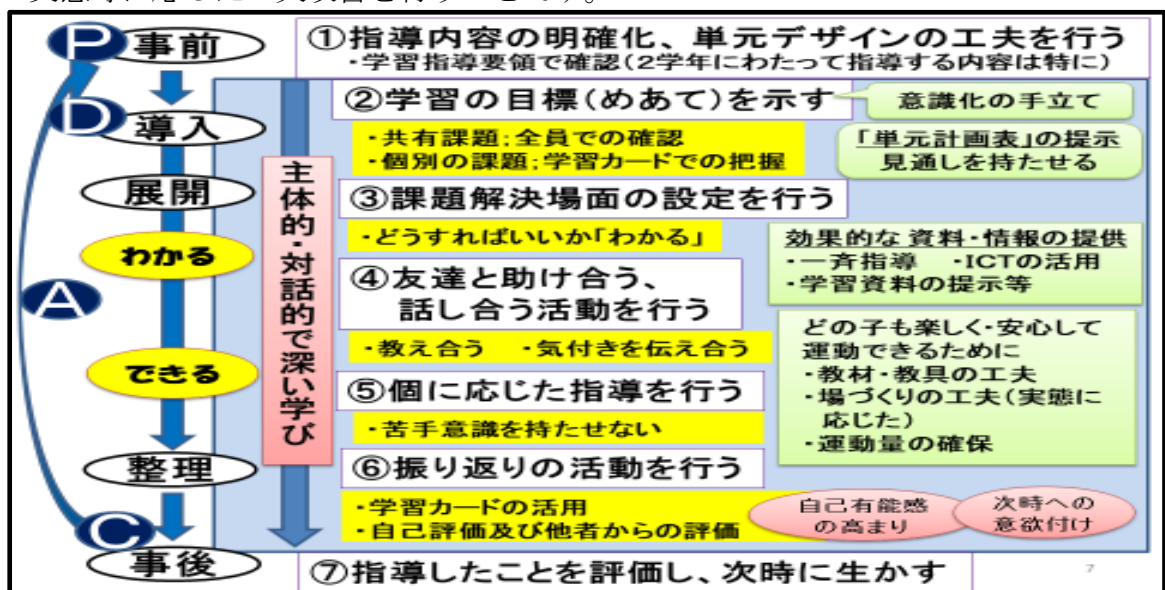 P
事前
①指導内容の明確化、単元デザインの工夫を行う
・学習指導要領で確認(2学年にわたって指導する内容は特に)
D
導入
②学習の目標(めあて)を示す
意識化の手立て
・共有課題;全員での確認
・個別の課題;学習カードでの把握
「単元計画表」の提示
見通しを持たせる
主体的・対話的で深い学び
展開
③課題解決場面の設定を行う
・どうすればいいか「わかる」
わかる
効果的な資料・情報の提供
・一斉指導 ・ICTの活用
・学習資料の提示等
A
④友達と助け合う、
話し合う活動を行う
・教え合う ・気付きを伝え合う
どの子も楽しく・安心して
運動できるために
・教材・教具の工夫
・場づくりの工夫(実態に
応じた)
・運動量の確保
できる
⑤個に応じた指導を行う
・苦手意識を持たせない
整理
⑥振り返りの活動を行う
・学習カードの活用
・自己評価及び他者からの評価
自己有能感
の高まり
次時への
意欲付け
C
事後
⑦指導したことを評価し、次時に生かす
7